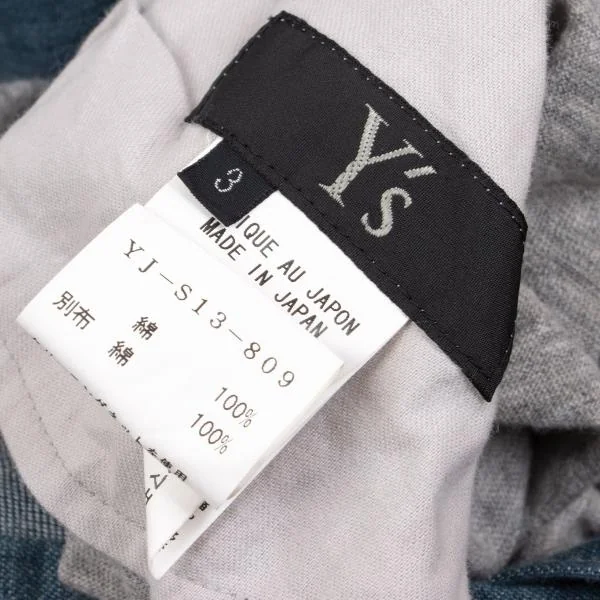 Y's
3
IQUE AU JAPON
MADE IN JAPAN
YJ-S13-809
綿 100%
別布 綿 100%